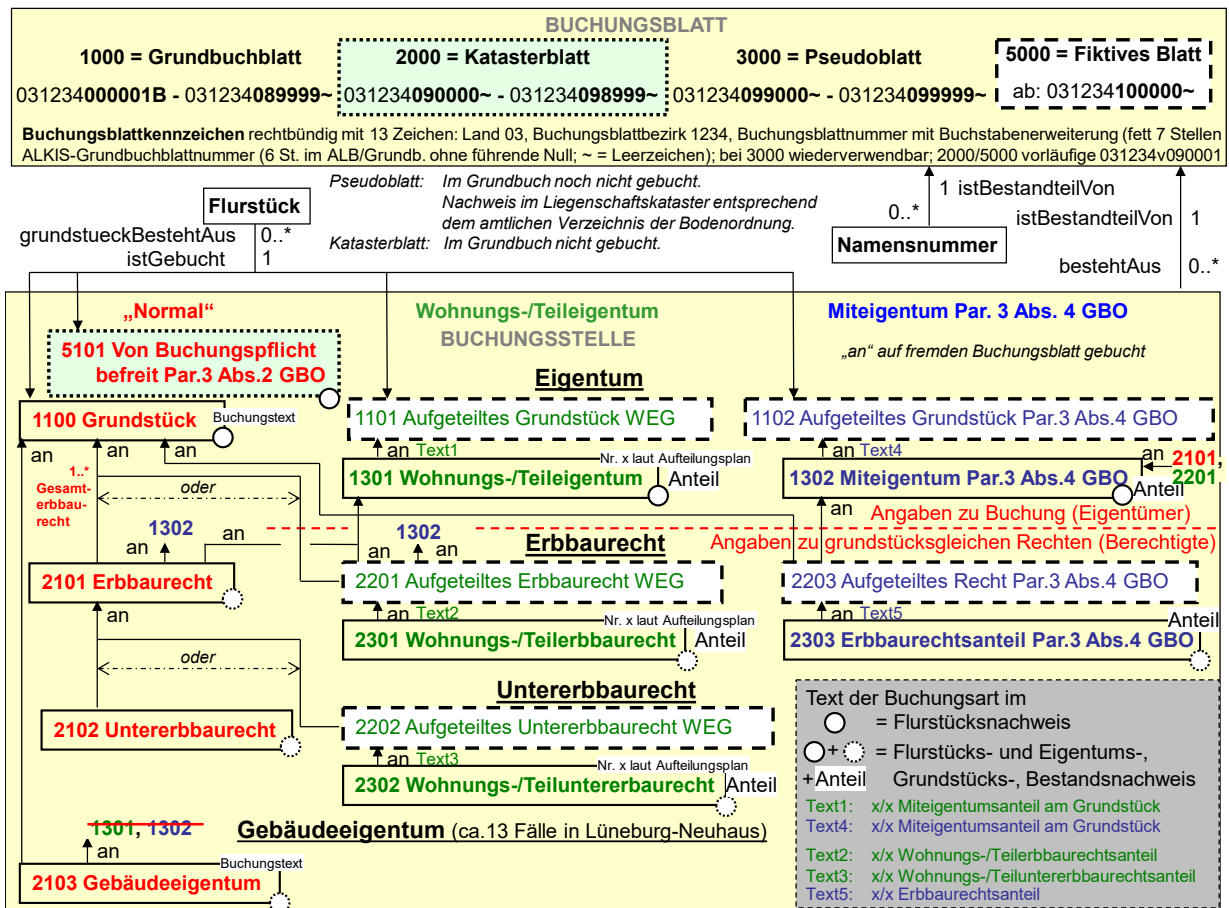 BUCHUNGSBLATT
1000 = Grundbuchblatt
2000 = Katasterblatt
3000 = Pseudoblatt
5000 = Fiktives Blatt
031234000001B - 031234089999~
031234090000~ - 031234098999~
031234099000~ - 031234099999~
ab: 031234100000~
Buchungsblattkennzeichen rechtbündig mit 13 Zeichen: Land 03, Buchungsblattbezirk 1234, Buchungsblattnummer mit Buchstabenerweiterung (fett 7 Stellen
ALKIS-Grundbuchblattnummer (6 St. im ALB/Grundb. ohne führende Null; ~ = Leerzeichen); bei 3000 wiederverwendbar; 2000/5000 vorläufige 031234v090001
Pseudoblatt: Im Grundbuch noch nicht gebucht.
Nachweis im Liegenschaftskataster entsprechend
dem amtlichen Verzeichnis der Bodenordnung.
Katasterblatt: Im Grundbuch nicht gebucht.
Flurstück
grundstueckBestehtAus 0..*
istGebucht 1
1 istBestandteilVon
0..*
Namensnummer
istBestandteilVon 1
bestehtAus 0..*
„Normal“
Wohnungs-/Teileigentum
Miteigentum Par. 3 Abs. 4 GBO
BUCHUNGSSTELLE
„an“ auf fremden Buchungsblatt gebucht
5101 Von Buchungspflicht
befreit Par.3 Abs.2 GBO
Eigentum
1100 Grundstück
Buchungstext
1101 Aufgeteiltes Grundstück WEG
1102 Aufgeteiltes Grundstück Par.3 Abs.4 GBO
an
an
an
an Text1
an Text4
Nr. x laut Aufteilungsplan
1301 Wohnungs-/Teileigentum
Anteil
1302 Miteigentum Par.3 Abs.4 GBO
Anteil
an
2101,
2201
1..*
Gesamt-
erbbau-
recht
oder
an
Angaben zu Buchung (Eigentümer)
1302
an
an
1302
an
Erbbaurecht
Angaben zu grundstücksgleichen Rechten (Berechtigte)
2101 Erbbaurecht
2201 Aufgeteiltes Erbbaurecht WEG
2203 Aufgeteiltes Recht Par.3 Abs.4 GBO
an
an Text2
an Text5
Nr. x laut Aufteilungsplan
2301 Wohnungs-/Teilerbbaurecht
Anteil
2303 Erbbaurechtsanteil Par.3 Abs.4 GBO
Anteil
oder
Untererbbaurecht
2102 Untererbbaurecht
2202 Aufgeteiltes Untererbbaurecht WEG
an Text3
Nr. x laut Aufteilungsplan
2302 Wohnungs-/Teiluntererbbaurecht
Anteil
1301, 1302
an
Gebäudeeigentum (ca.13 Fälle in Lüneburg-Neuhaus)
Buchungstext
2103 Gebäudeeigentum
Text der Buchungsart im
= Flurstücksnachweis
+ = Flurstücks- und Eigentums-,
+Anteil Grundstücks-, Bestandsnachweis
Text1: x/x Miteigentumsanteil am Grundstück
Text4: x/x Miteigentumsanteil am Grundstück
Text2: x/x Wohnungs-/Teilerbbaurechtsanteil
Text3: x/x Wohnungs-/Teiluntererbbaurechtsanteil
Text5: x/x Erbbaurechtsanteil